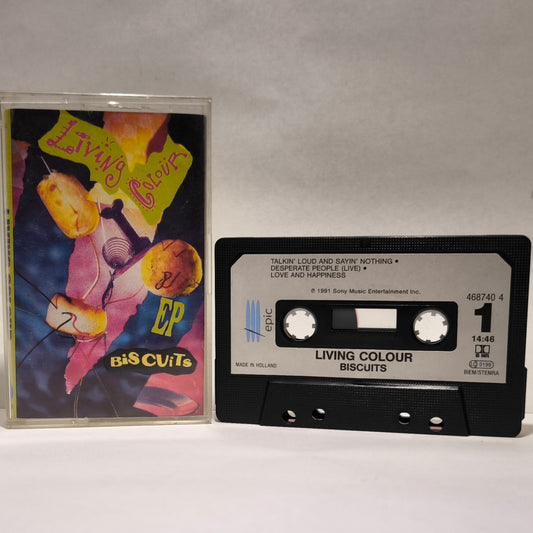 LIVING
COLOUR
EP
BiSCUiTS
TALKIN' LOUD AND SAYIN' NOTHING •
DESPERATE PEOPLE (LIVE) •
LOVE AND HAPPINESS
℗ 1991 Sony Music Entertainment Inc.
468740 4
1
14:46
epic
MADE IN HOLLAND
LIVING COLOUR
BISCUITS
BIEM/STEMRA